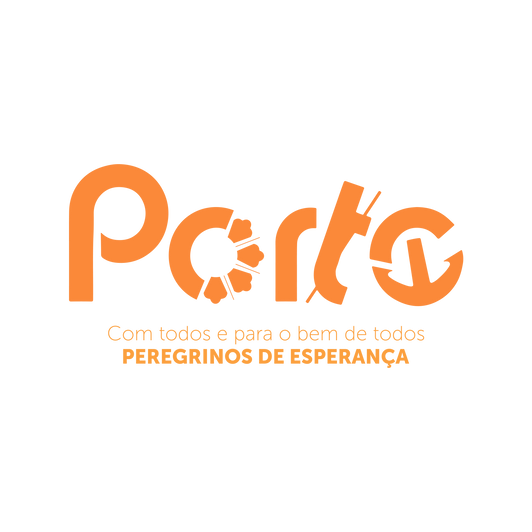 Porto
Com todos e para o bem de todos
PEREGRINOS DE ESPERANÇA